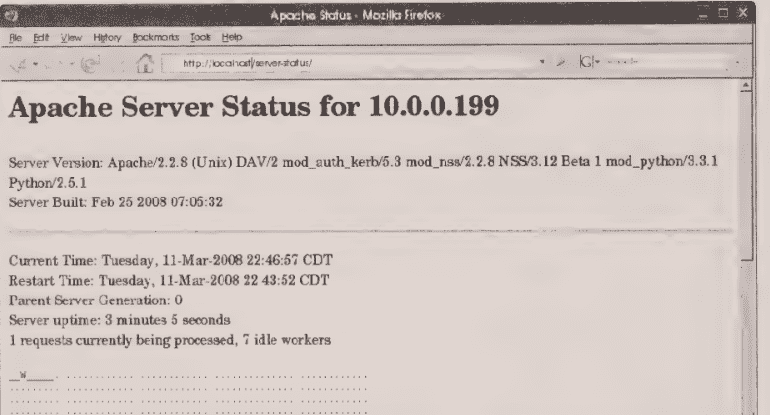 Apache Status - Mozilla Firefox
File Edit View History Bookmarks Tools Help
http://localhost/server-status/
G
Apache Server Status for 10.0.0.199
Server Version: Apache/2.2.8 (Unix) DAV/2 mod_auth_kerb/5.3 mod_nss/2.2.8 NSS/3.12 Beta 1 mod_python/3.3.1
Python/2.5.1
Server Built: Feb 25 2008 07:05:32
Current Time: Tuesday, 11-Mar-2008 22:46:57 CDT
Restart Time: Tuesday, 11-Mar-2008 22 43:52 CDT
Parent Server Generation: 0
Server uptime: 3 minutes 5 seconds
1 requests currently being processed, 7 idle workers
__W_____. ................ ................ ................ ................